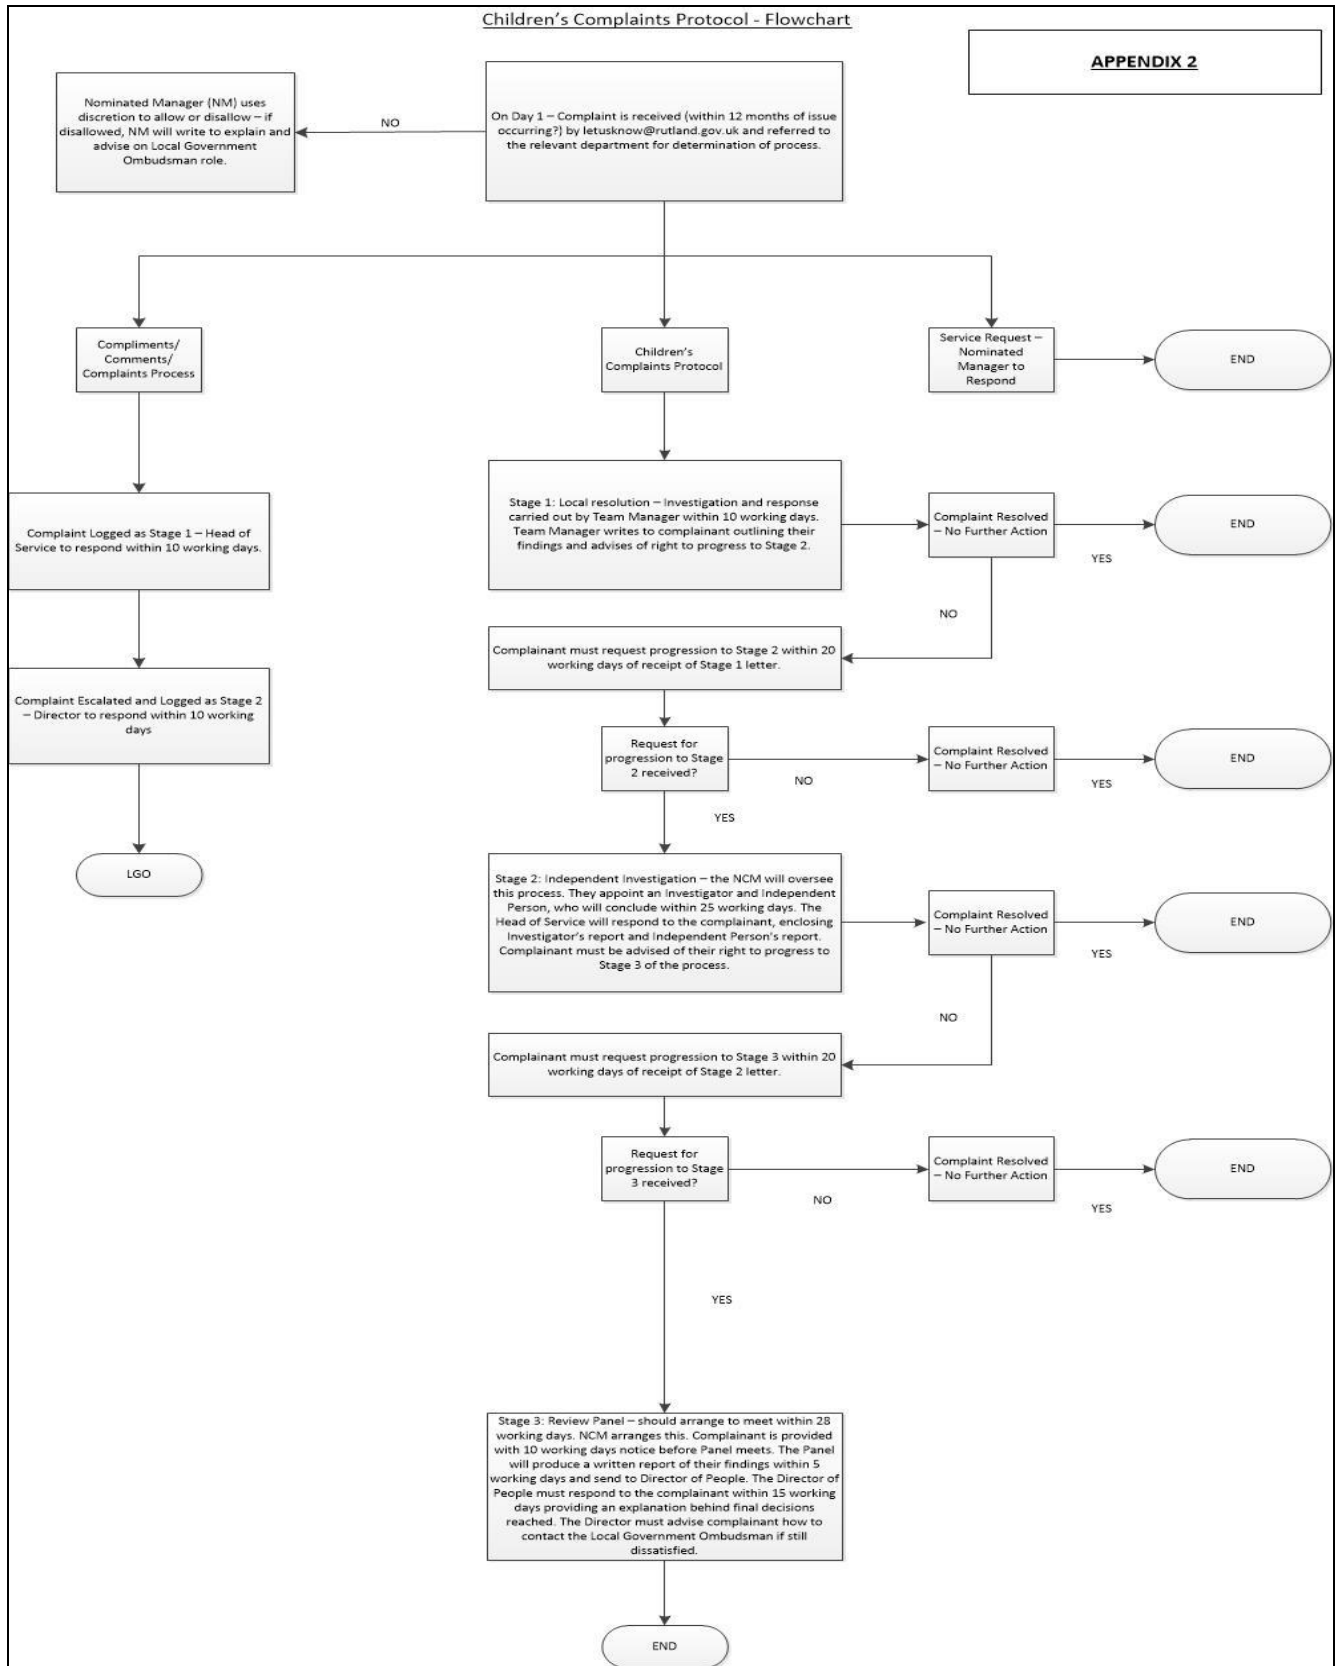 Children's Complaints Protocol - Flowchart
APPENDIX 2
Nominated Manager (NM) uses
discretion to allow or disallow – if
disallowed, NM will write to explain and
advise on Local Government
Ombudsman role.
NO
On Day 1 – Complaint is received (within 12 months of issue
occurring?) by letusknow@rutland.gov.uk and referred to
the relevant department for determination of process.
Compliments/
Comments/
Complaints Process
Children's
Complaints Protocol
Service Request –
Nominated
Manager to
Respond
END
Complaint Logged as Stage 1 – Head of
Service to respond within 10 working days.
Stage 1: Local resolution – Investigation and response
carried out by Team Manager within 10 working days.
Team Manager writes to complainant outlining their
findings and advises of right to progress to Stage 2.
Complaint Resolved
– No Further Action
YES
END
NO
Complainant must request progression to Stage 2 within 20
working days of receipt of Stage 1 letter.
Complaint Escalated and Logged as Stage 2
– Director to respond within 10 working
days
Request for
progression to Stage
2 received?
NO
Complaint Resolved
– No Further Action
YES
END
YES
LGO
Stage 2: Independent Investigation – the NCM will oversee
this process. They appoint an Investigator and Independent
Person, who will conclude within 25 working days. The
Head of Service will respond to the complainant, enclosing
Investigator's report and Independent Person's report.
Complainant must be advised of their right to progress to
Stage 3 of the process.
Complaint Resolved
– No Further Action
YES
END
NO
Complainant must request progression to Stage 3 within 20
working days of receipt of Stage 2 letter.
Request for
progression to Stage
3 received?
NO
Complaint Resolved
– No Further Action
YES
END
YES
Stage 3: Review Panel – should arrange to meet within 28
working days. NCM arranges this. Complainant is provided
with 10 working days notice before Panel meets. The Panel
will produce a written report of their findings within 5
working days and send to Director of People. The Director of
People must respond to the complainant within 15 working
days providing an explanation behind final decisions
reached. The Director must advise complainant how to
contact the Local Government Ombudsman if still
dissatisfied.
END